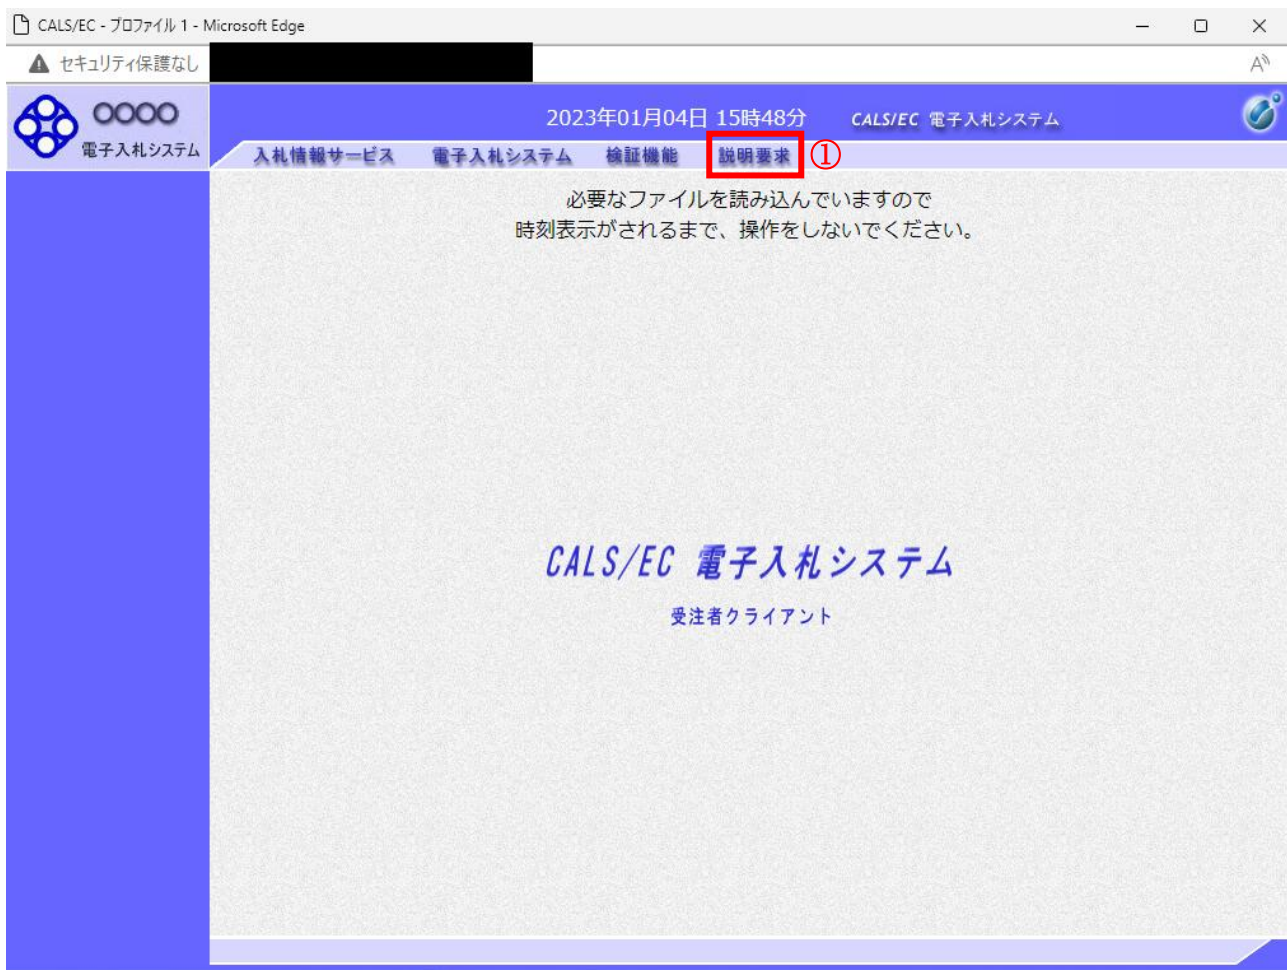 CALS/EC - プロファイル 1 - Microsoft Edge
セキュリティ保護なし
○○○○
電子入札システム
2023年01月04日 15時48分
CALS/EC 電子入札システム
入札情報サービス 電子入札システム 検証機能 説明要求 ①
必要なファイルを読み込んでいますので
時刻表示がされるまで、操作をしないでください。
CALS/EC 電子入札システム
受注者クライアント